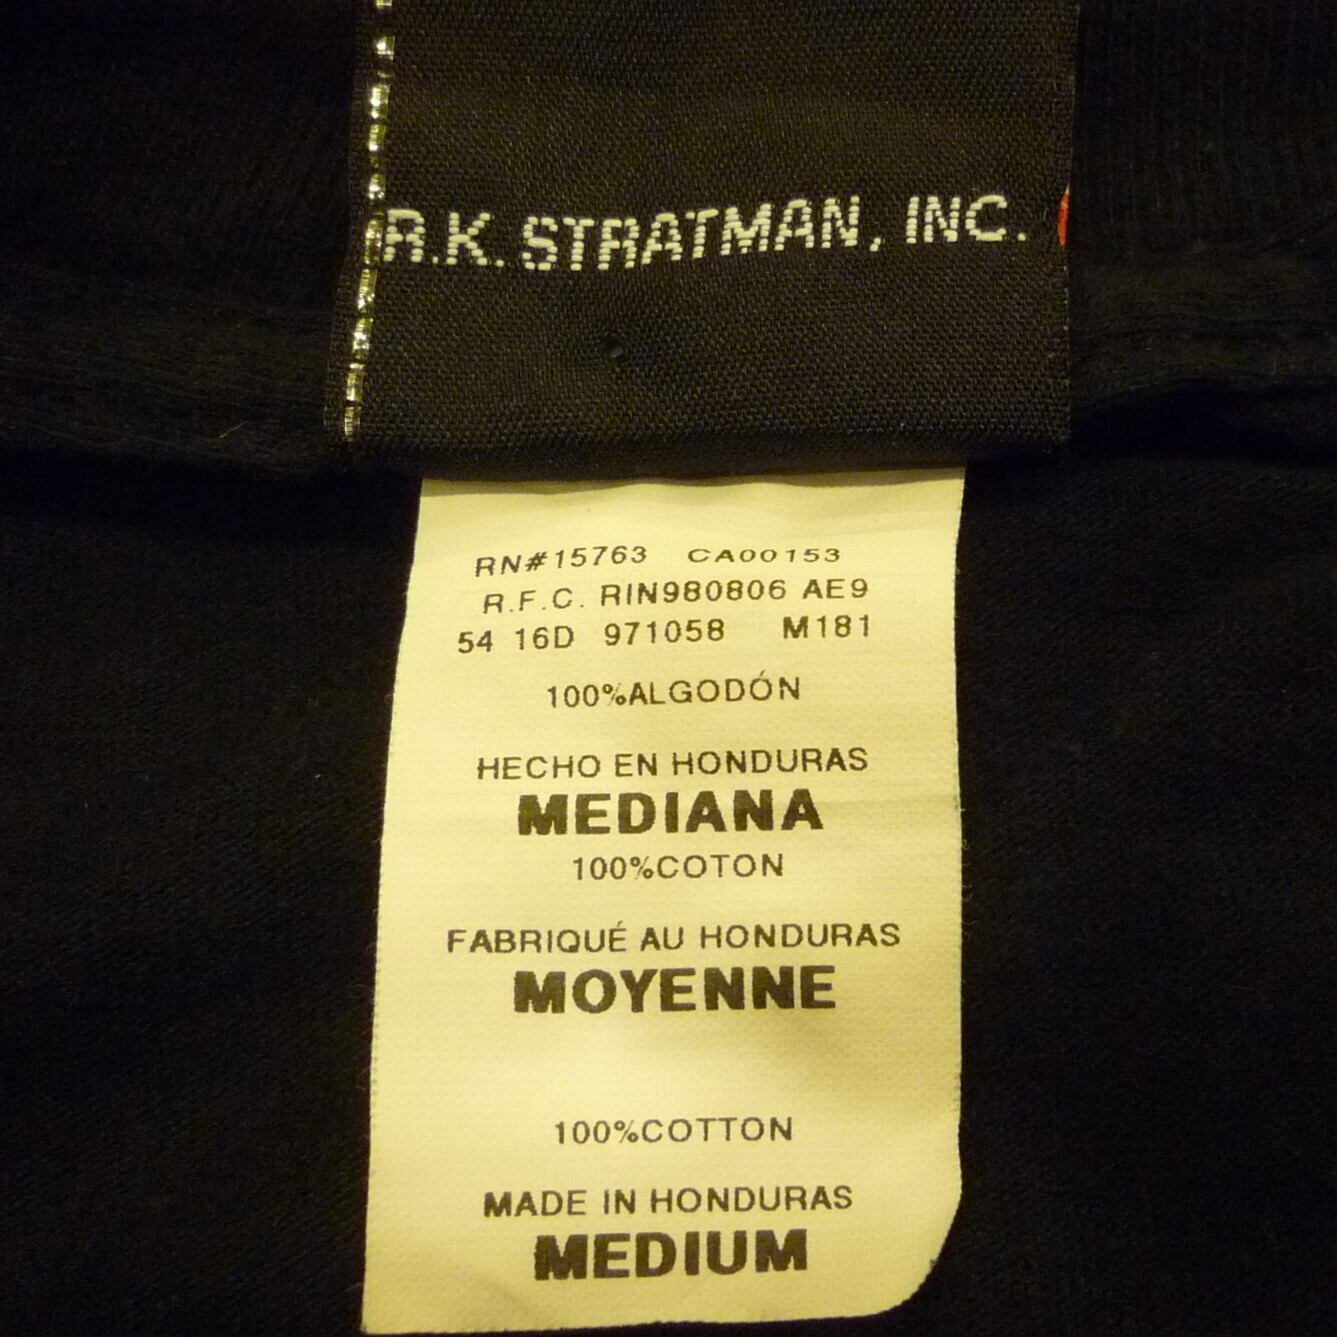 R.K. STRATMAN, INC.
RN#15763 CA00153
R.F.C. RIN980806 AE9
54 16D 971058 M181
100%ALGODÓN
HECHO EN HONDURAS
MEDIANA
100%COTON
FABRIQUÉ AU HONDURAS
MOYENNE
100%COTTON
MADE IN HONDURAS
MEDIUM